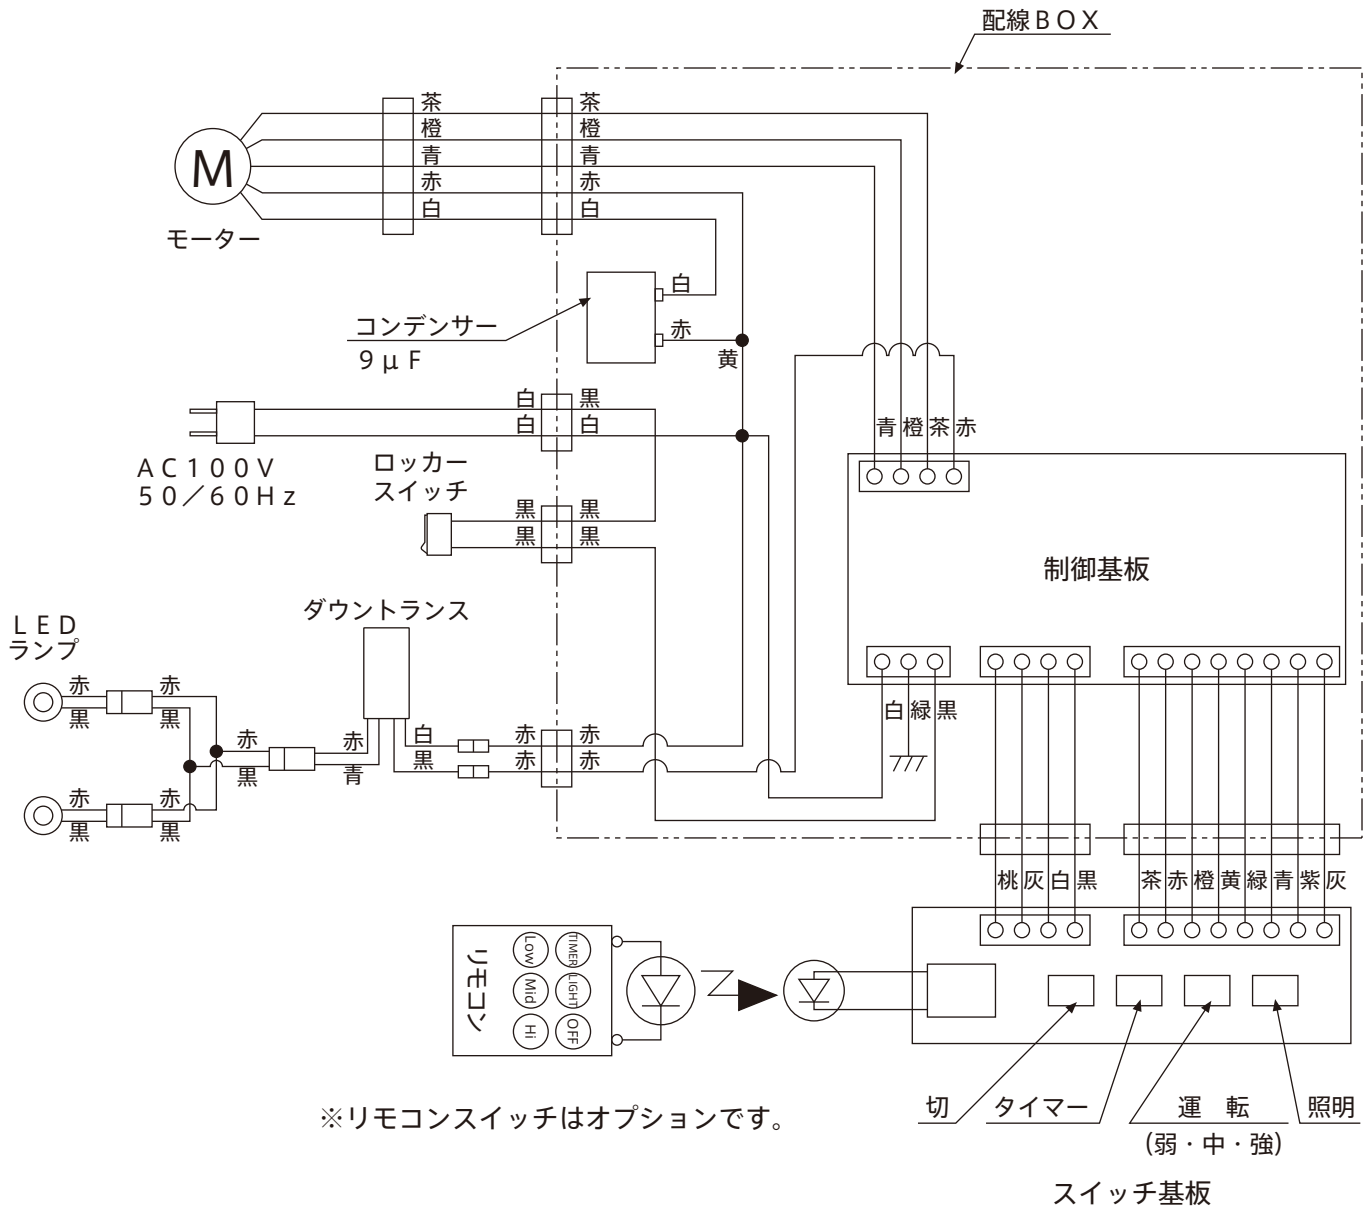 配線ＢＯＸ
茶 茶
橙 橙
青 青
赤 赤
白 白
M
モーター
白
コンデンサー
９μＦ
赤
黄
白 黒
白 白
青 橙 茶 赤
ＡＣ１００Ｖ
５０／６０Ｈｚ
ロッカー
スイッチ
黒 黒
黒 黒
制御基板
ダウントランス
ＬＥＤ
ランプ
赤 赤
黒 黒
白 緑 黒
赤 赤 白 赤 赤
黒 青 黒 赤 赤
赤 赤
黒 黒
桃 灰 白 黒 茶 赤 橙 黄 緑 青 紫 灰
リモコン
Low TIMER
Mid LIGHT
Hi OFF
※リモコンスイッチはオプションです。
切 タイマー 運　転 照明
(弱・中・強)
スイッチ基板